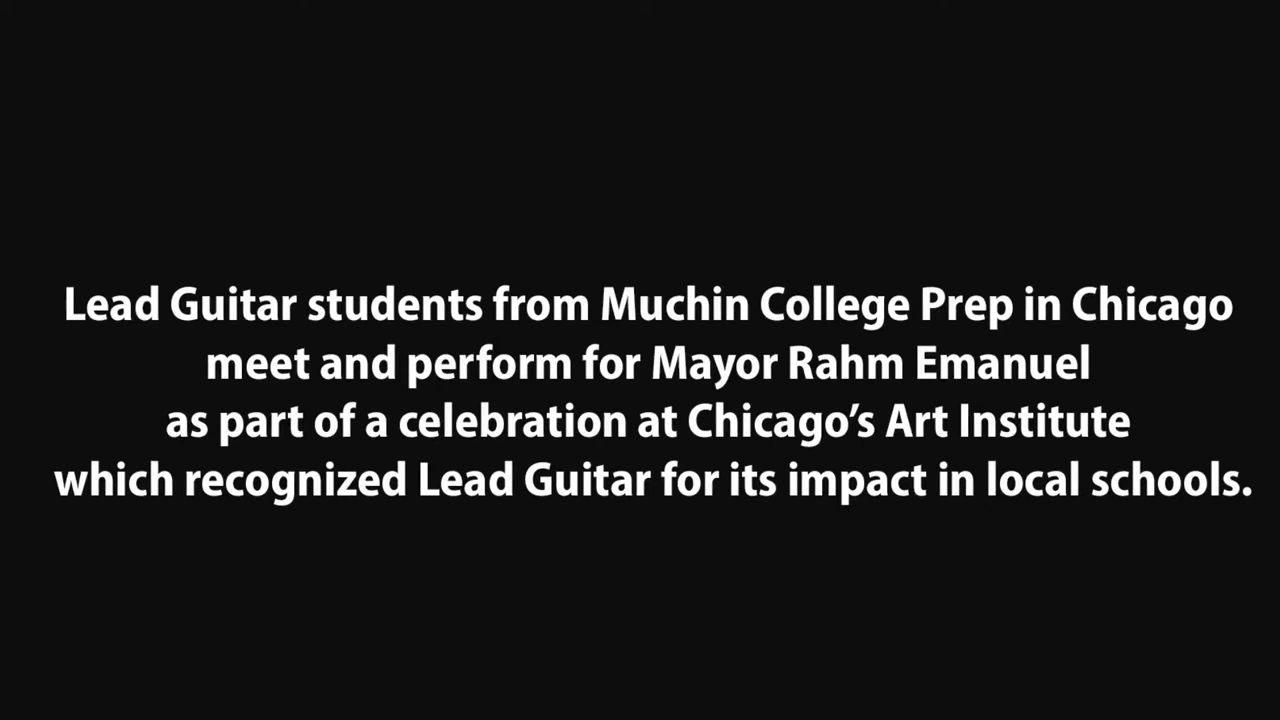 Lead Guitar students from Muchin College Prep in Chicago
meet and perform for Mayor Rahm Emanuel
as part of a celebration at Chicago’s Art Institute
which recognized Lead Guitar for its impact in local schools.